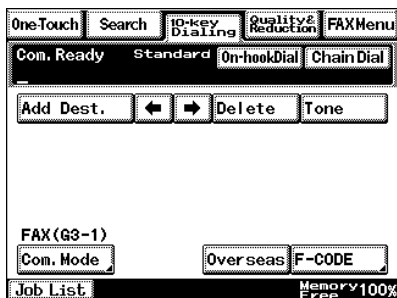 One-Touch Search 10-key Dialing Quality& Reduction FAX Menu
Com. Ready Standard On-hookDial Chain Dial
Add Dest. ← → Delete Tone
FAX(G3-1)
Com. Mode Overseas F-CODE
Job List Memory Free 100%